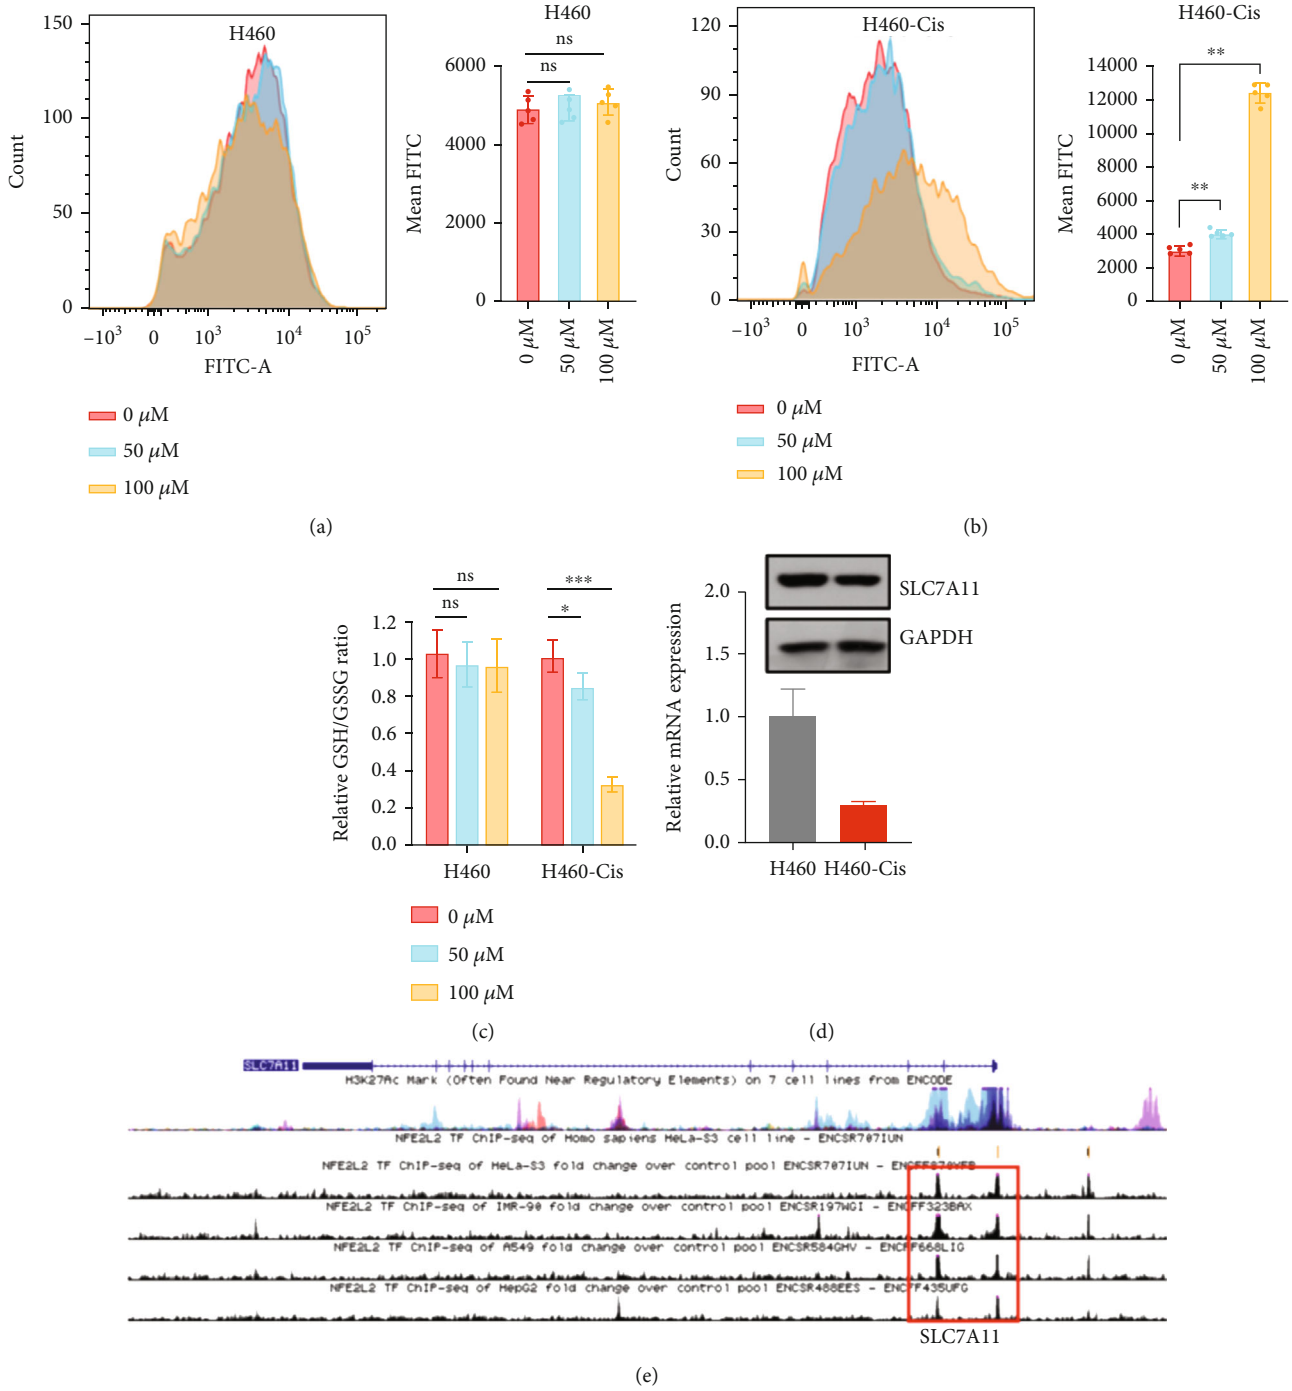 H460
150
100
50
0
Count
H460
−10³ 0 10³ 10⁴ 10⁵
FITC-A
0 μM
50 μM
100 μM
6000
4000
2000
0
Mean FITC
ns
ns
0 μM
50 μM
100 μM
(a)
H460-Cis
120
90
60
30
0
Count
H460-Cis
−10³ 0 10³ 10⁴ 10⁵
FITC-A
0 μM
50 μM
100 μM
14000
12000
10000
8000
6000
4000
2000
0
Mean FITC
**
**
0 μM
50 μM
100 μM
(b)
ns
ns
***
*
1.2
1.0
0.8
0.6
0.4
0.2
0.0
Relative GSH/GSSG ratio
H460 H460-Cis
0 μM
50 μM
100 μM
(c)
SLC7A11
GAPDH
2.0
1.5
1.0
0.5
0.0
Relative mRNA expression
H460 H460-Cis
(d)
SLC7A11
H3K27Ac Mark (Often Found Near Regulatory Elements) on 7 cell lines from ENCODE
NFE2L2 TF ChIP-seq of Homo sapiens HeLa-S3 cell line - ENCSR707IUN
NFE2L2 TF ChIP-seq of HeLa-S3 fold change over control pool ENCSR707IUN - ENCFF870YFB
NFE2L2 TF ChIP-seq of IMR-90 fold change over control pool ENCSR197WGI - ENCFF323BAX
NFE2L2 TF ChIP-seq of A549 fold change over control pool ENCSR584GHV - ENCFF668LIG
NFE2L2 TF ChIP-seq of HepG2 fold change over control pool ENCSR488EES - ENCFF435UFG
SLC7A11
(e)